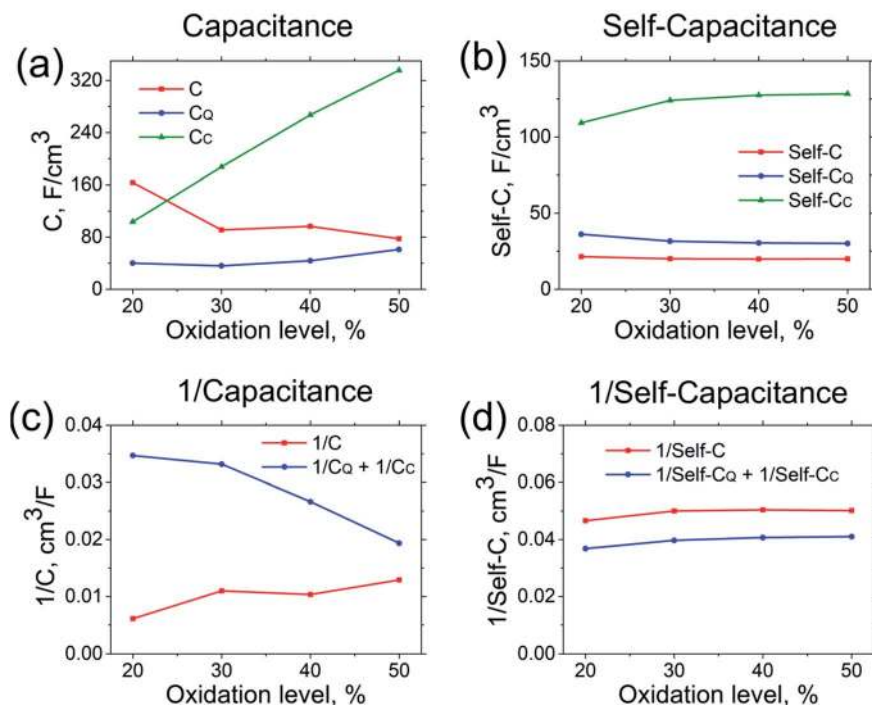 Capacitance
(a)
C, F/cm³
320
240
160
80
0
C
CQ
CC
20 30 40 50
Oxidation level, %
Self-Capacitance
(b)
Self-C, F/cm³
150
100
50
0
Self-C
Self-CQ
Self-CC
20 30 40 50
Oxidation level, %
1/Capacitance
(c)
1/C, cm³/F
0.04
0.03
0.02
0.01
0.00
1/C
1/CQ + 1/CC
20 30 40 50
Oxidation level, %
1/Self-Capacitance
(d)
1/Self-C, cm³/F
0.08
0.06
0.04
0.02
0.00
1/Self-C
1/Self-CQ + 1/Self-CC
20 30 40 50
Oxidation level, %